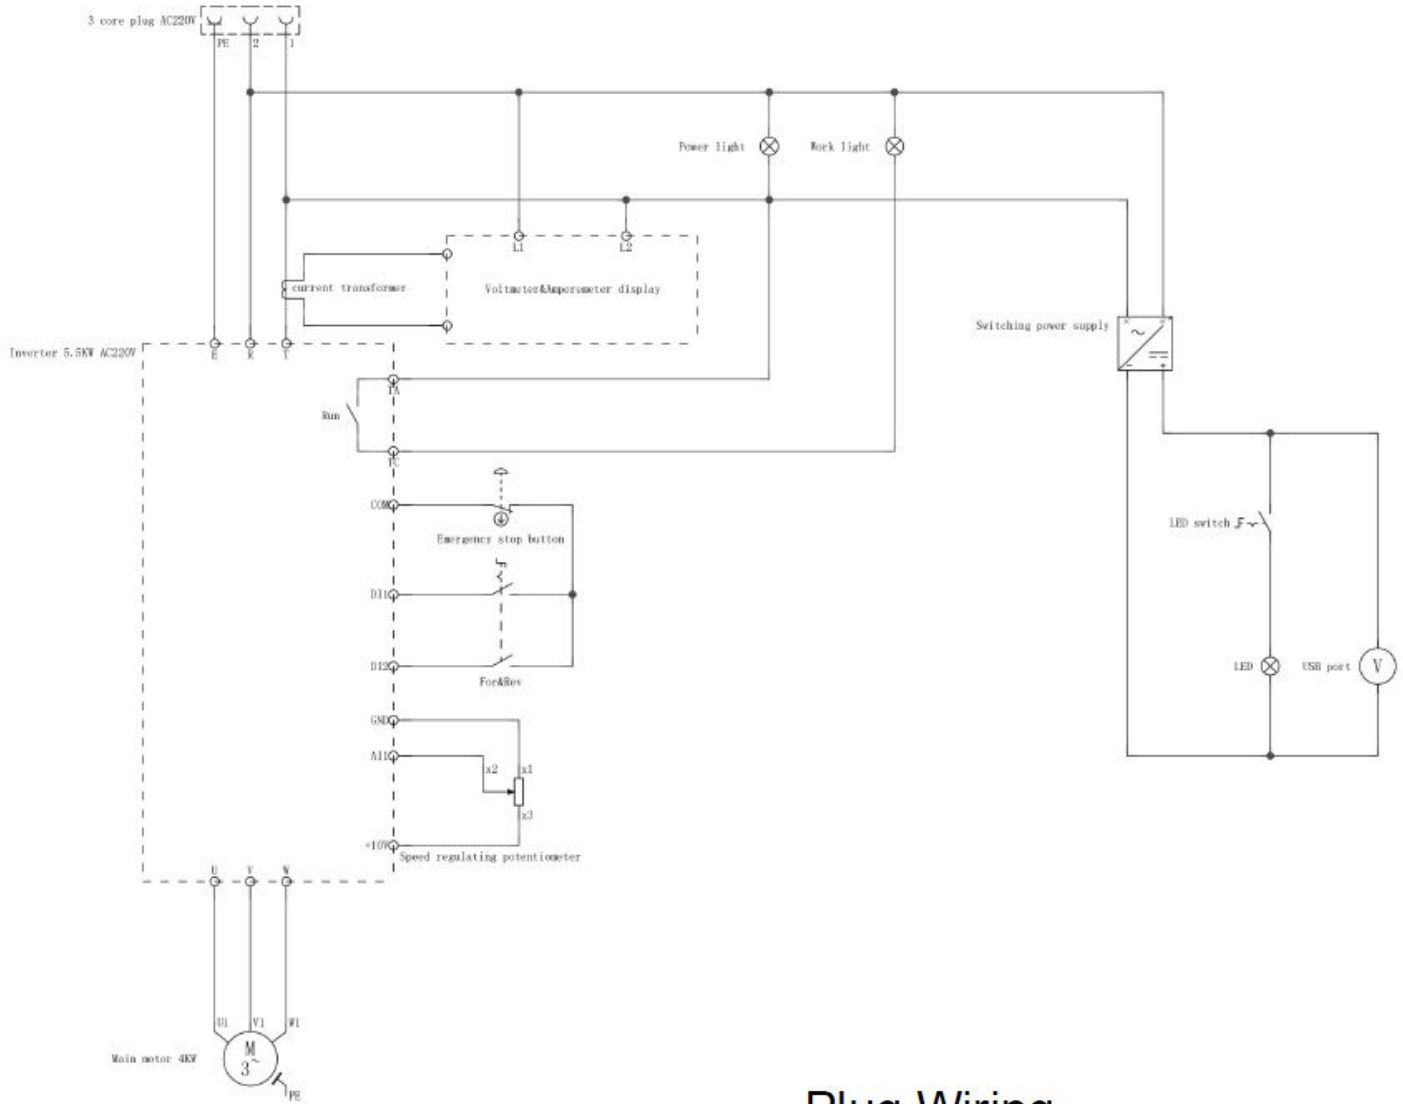 3 core plug AC220V
PE 2 1
Power light
Work light
L1 L2
current transformer
Voltmeter&Amperemeter display
Switching power supply
Inverter 5.5KW AC220V
E R T
TA
Run
TC
COM
LED switch
Emergency stop button
DI1
DI2
LED
USB port
V
For&Rev
GND
AI1
x2 x1
x3
+10V
Speed regulating potentiometer
U V W
U1 V1 W1
M
3~
Main motor 4KW
PE
Plug Wiring